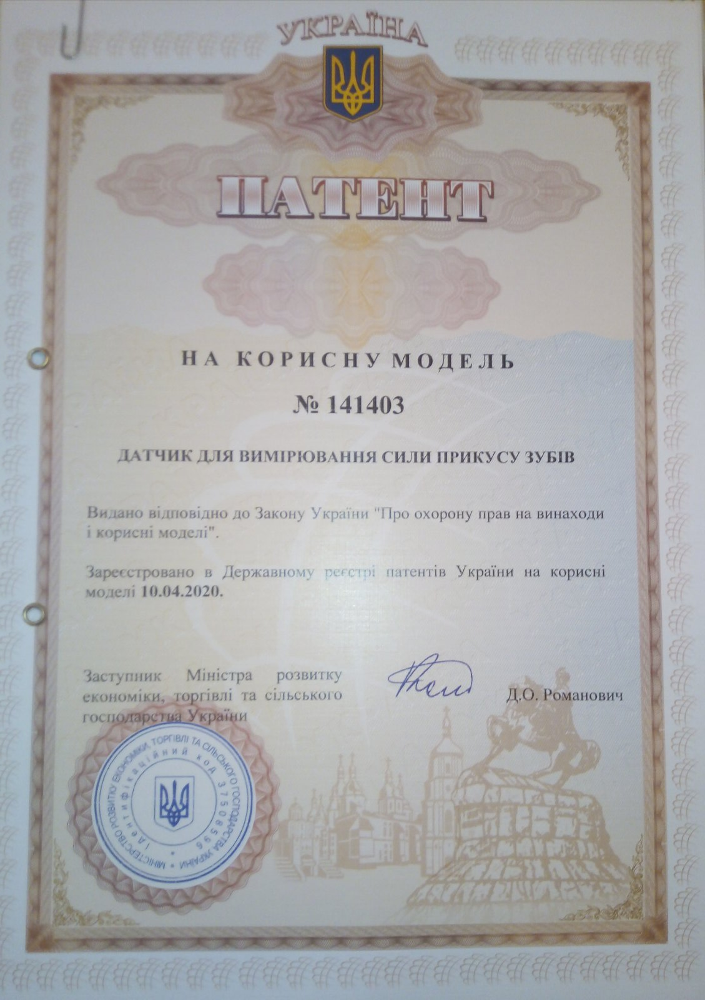 УКРАЇНА
ПАТЕНТ
НА КОРИСНУ МОДЕЛЬ
№ 141403
ДАТЧИК ДЛЯ ВИМІРЮВАННЯ СИЛИ ПРИКУСУ ЗУБІВ
Видано відповідно до Закону України "Про охорону прав на винаходи
і корисні моделі".
Зареєстровано в Державному реєстрі патентів України на корисні
моделі 10.04.2020.
Заступник Міністра розвитку
економіки, торгівлі та сільського
господарства України
Д.О. Романович
МІНІСТЕРСТВО РОЗВИТКУ ЕКОНОМІКИ, ТОРГІВЛІ ТА СІЛЬСЬКОГО ГОСПОДАРСТВА УКРАЇНИ
Ідентифікаційний код 37508596